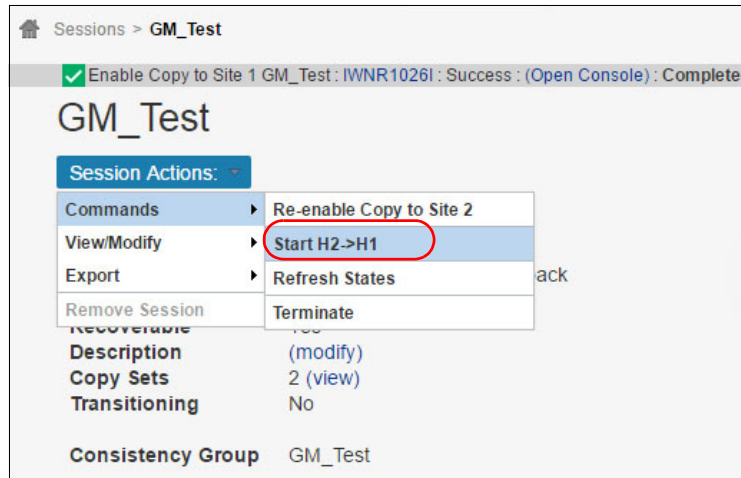 Sessions > GM_Test
Enable Copy to Site 1 GM_Test : IWNR1026I : Success : (Open Console) : Complete
GM_Test
Session Actions:
Commands
Re-enable Copy to Site 2
View/Modify
Start H2->H1
Export
Refresh States
ack
Remove Session
Terminate
Recoverable Yes
Description (modify)
Copy Sets 2 (view)
Transitioning No
Consistency Group GM_Test